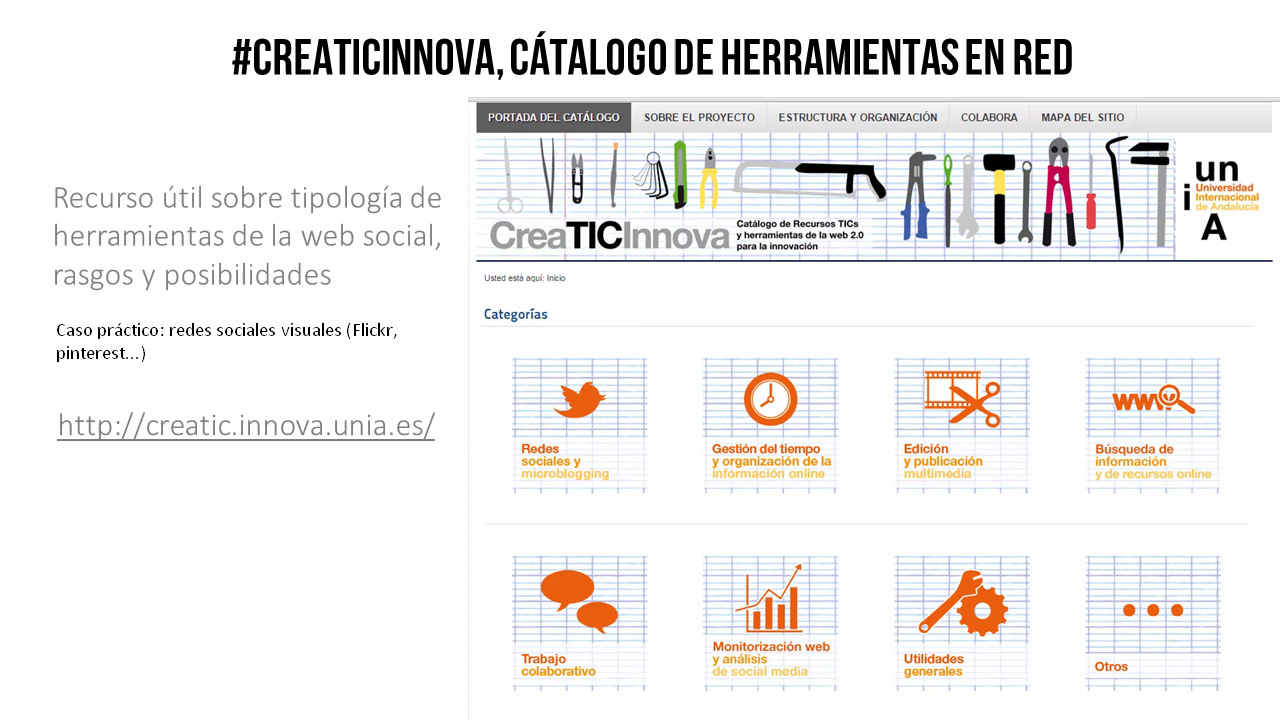 #CREATICINNOVA, CÁTALOGO DE HERRAMIENTAS EN RED
Recurso útil sobre tipología de
herramientas de la web social,
rasgos y posibilidades
Caso práctico: redes sociales visuales (Flickr,
pinterest...)
http://creatic.innova.unia.es/
PORTADA DEL CATÁLOGO SOBRE EL PROYECTO ESTRUCTURA Y ORGANIZACIÓN COLABORA MAPA DEL SITIO
CreaTICInnova
Catálogo de Recursos TICs
y herramientas de la web 2.0
para la innovación
un
i
A
Universidad
Internacional
de Andalucía
Usted está aquí: Inicio
Categorías
Redes
sociales y
microblogging
Gestión del tiempo
y organización de la
información online
Edición
y publicación
multimedia
www
Búsqueda de
información
y de recursos online
Trabajo
colaborativo
Monitorización web
y análisis
de social media
Utilidades
generales
Otros